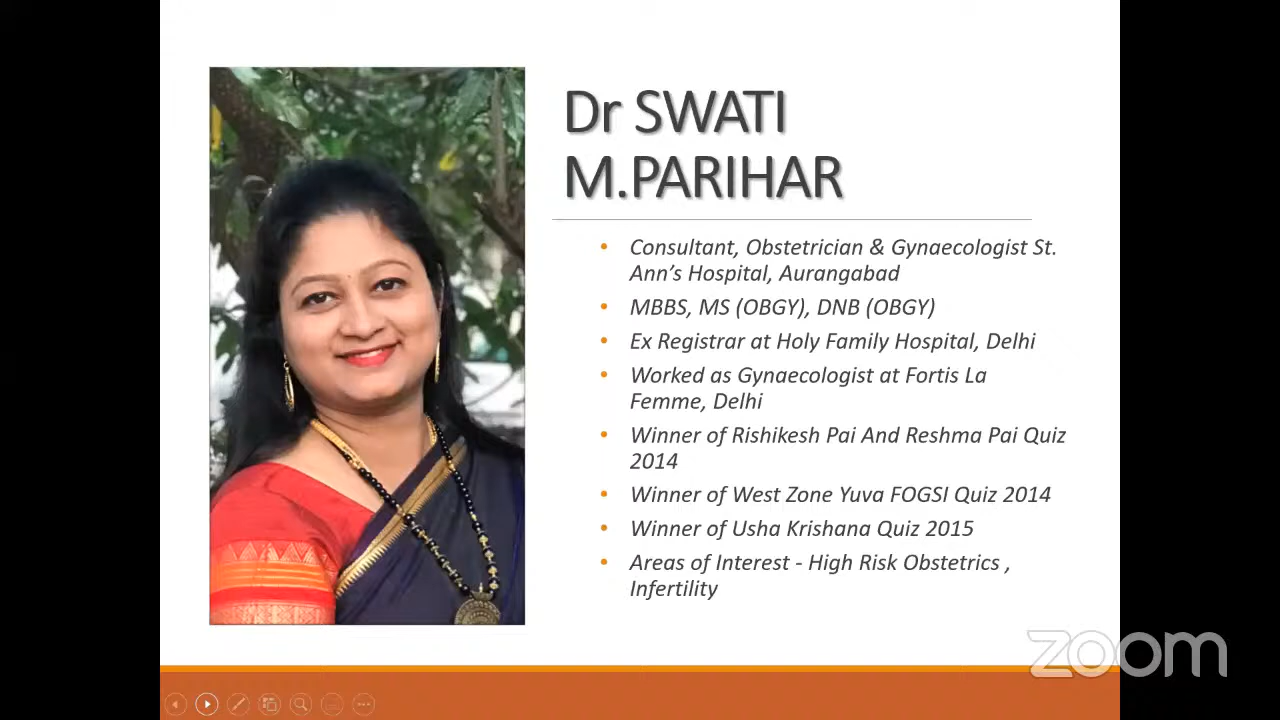 Dr SWATI
M.PARIHAR
• Consultant, Obstetrician & Gynaecologist St.
Ann's Hospital, Aurangabad
• MBBS, MS (OBGY), DNB (OBGY)
• Ex Registrar at Holy Family Hospital, Delhi
• Worked as Gynaecologist at Fortis La
Femme, Delhi
• Winner of Rishikesh Pai And Reshma Pai Quiz
2014
• Winner of West Zone Yuva FOGSI Quiz 2014
• Winner of Usha Krishana Quiz 2015
• Areas of Interest - High Risk Obstetrics ,
Infertility
zoom